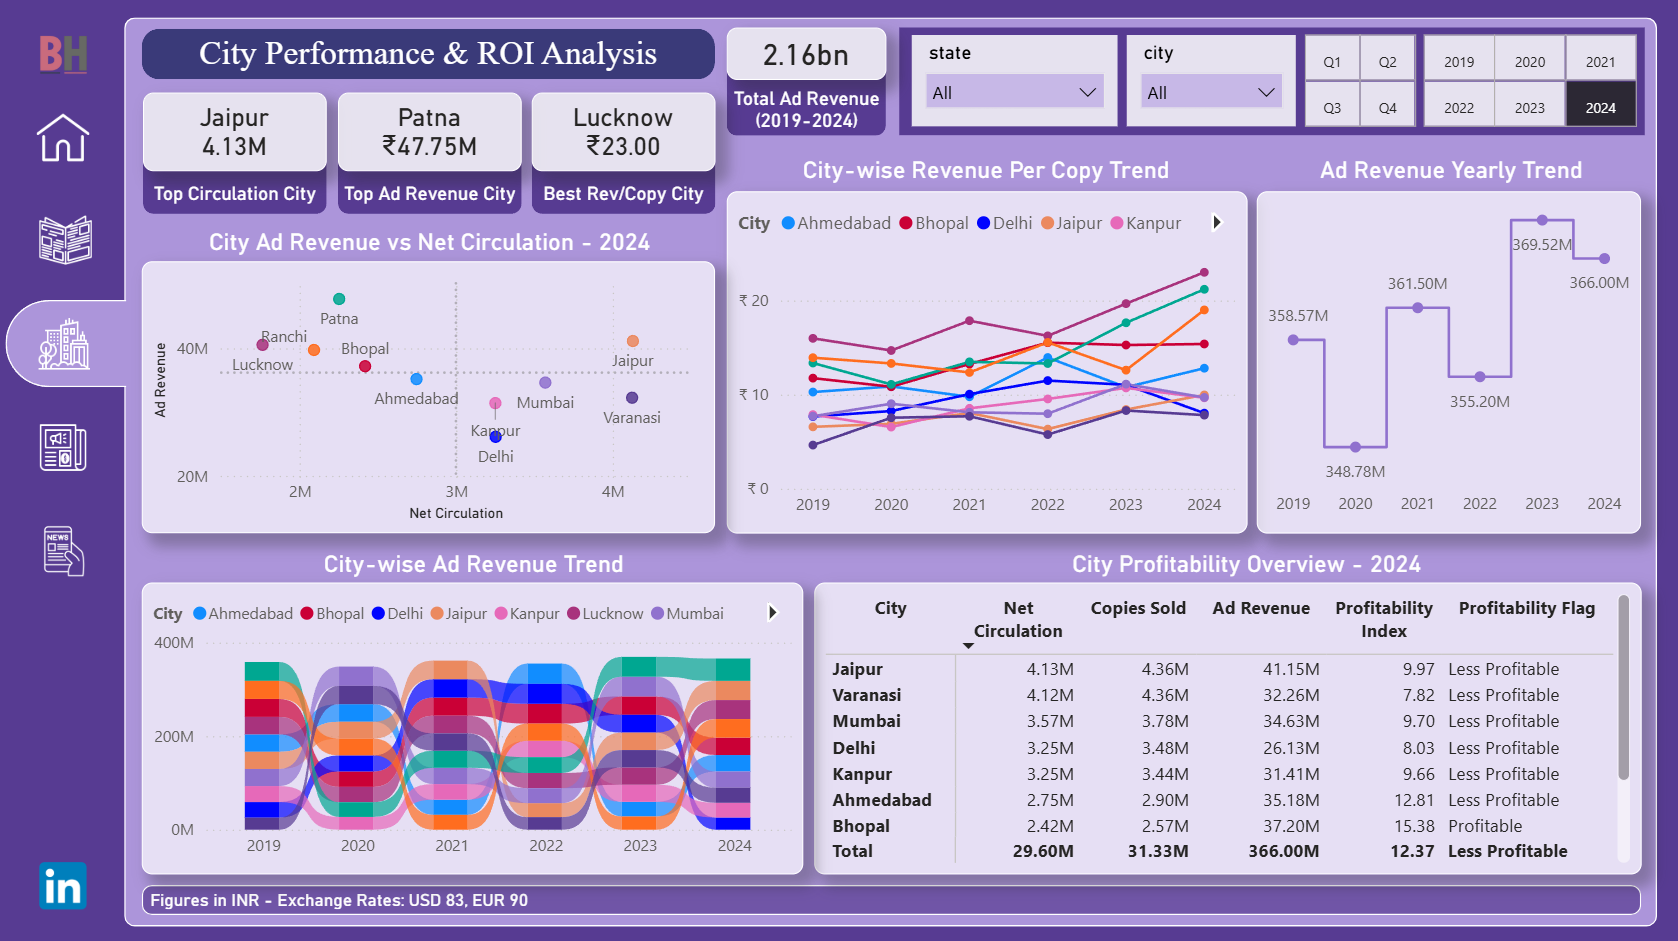 BH
City Performance & ROI Analysis
Jaipur
4.13M
Top Circulation City
Patna
₹47.75M
Top Ad Revenue City
Lucknow
₹23.00
Best Rev/Copy City
2.16bn
Total Ad Revenue
(2019-2024)
state
All
city
All
Q1 Q2
Q3 Q4
2019 2020 2021
2022 2023 2024
City Ad Revenue vs Net Circulation - 2024
Ad Revenue
40M
20M
Patna
Ranchi
Lucknow
Bhopal
Jaipur
Ahmedabad
Mumbai
Varanasi
Kanpur
Delhi
2M 3M 4M
Net Circulation
City-wise Revenue Per Copy Trend
City Ahmedabad Bhopal Delhi Jaipur Kanpur
₹ 20
₹ 10
₹ 0
2019 2020 2021 2022 2023 2024
Ad Revenue Yearly Trend
358.57M
348.78M
361.50M
355.20M
369.52M
366.00M
2019 2020 2021 2022 2023 2024
City-wise Ad Revenue Trend
City Ahmedabad Bhopal Delhi Jaipur Kanpur Lucknow Mumbai
400M
200M
0M
2019 2020 2021 2022 2023 2024
City Profitability Overview - 2024
City Net Circulation Copies Sold Ad Revenue Profitability Index Profitability Flag
Jaipur 4.13M 4.36M 41.15M 9.97 Less Profitable
Varanasi 4.12M 4.36M 32.26M 7.82 Less Profitable
Mumbai 3.57M 3.78M 34.63M 9.70 Less Profitable
Delhi 3.25M 3.48M 26.13M 8.03 Less Profitable
Kanpur 3.25M 3.44M 31.41M 9.66 Less Profitable
Ahmedabad 2.75M 2.90M 35.18M 12.81 Less Profitable
Bhopal 2.42M 2.57M 37.20M 15.38 Profitable
Total 29.60M 31.33M 366.00M 12.37 Less Profitable
NEWS
in
Figures in INR - Exchange Rates: USD 83, EUR 90